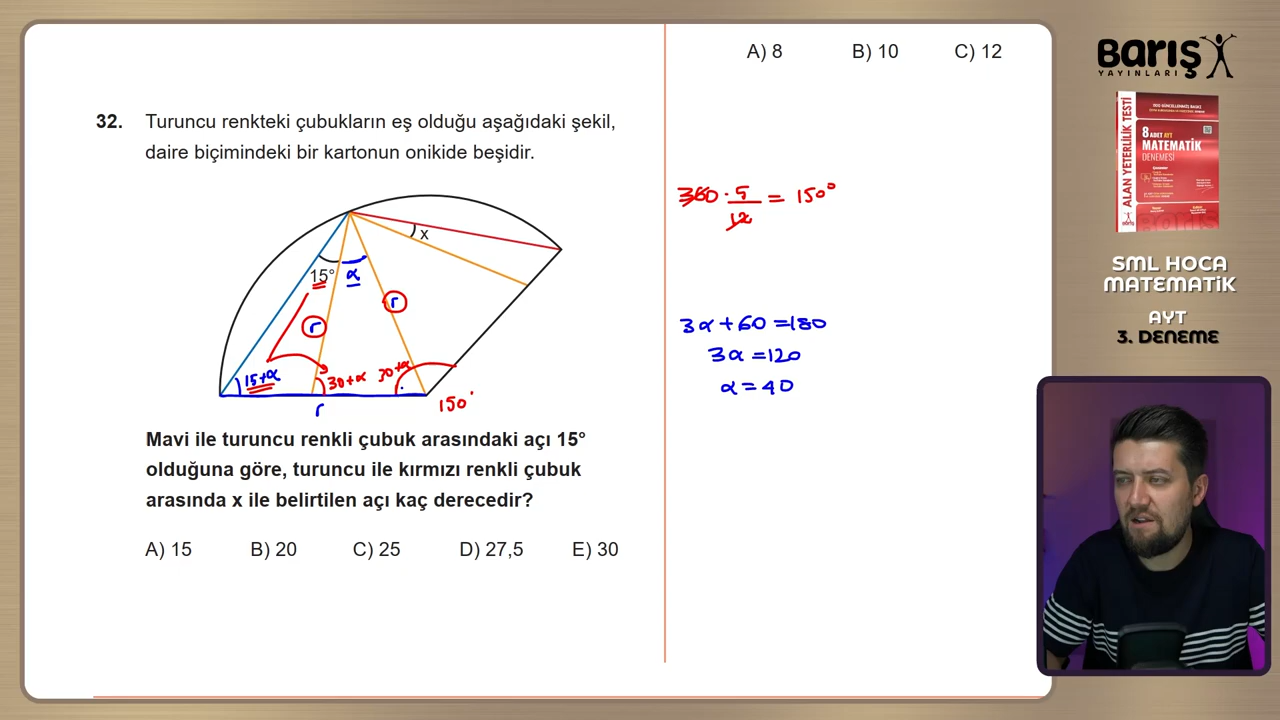 32. Turuncu renkteki çubukların eş olduğu aşağıdaki şekil,
daire biçimindeki bir kartonun onikide beşidir.
x
15° α
r
r
15+α
30+α
30+α
r
150°
Mavi ile turuncu renkli çubuk arasındaki açı 15°
olduğuna göre, turuncu ile kırmızı renkli çubuk
arasında x ile belirtilen açı kaç derecedir?
A) 15 B) 20 C) 25 D) 27,5 E) 30
A) 8 B) 10 C) 12
360 · 5/12 = 150°
3α + 60 = 180
3α = 120
α = 40
BARIŞ
YAYINLARI
ALAN YETERLİLİK TESTİ
8 ADET AYT
MATEMATİK
DENEMESİ
SML HOCA
MATEMATİK
AYT
3. DENEME